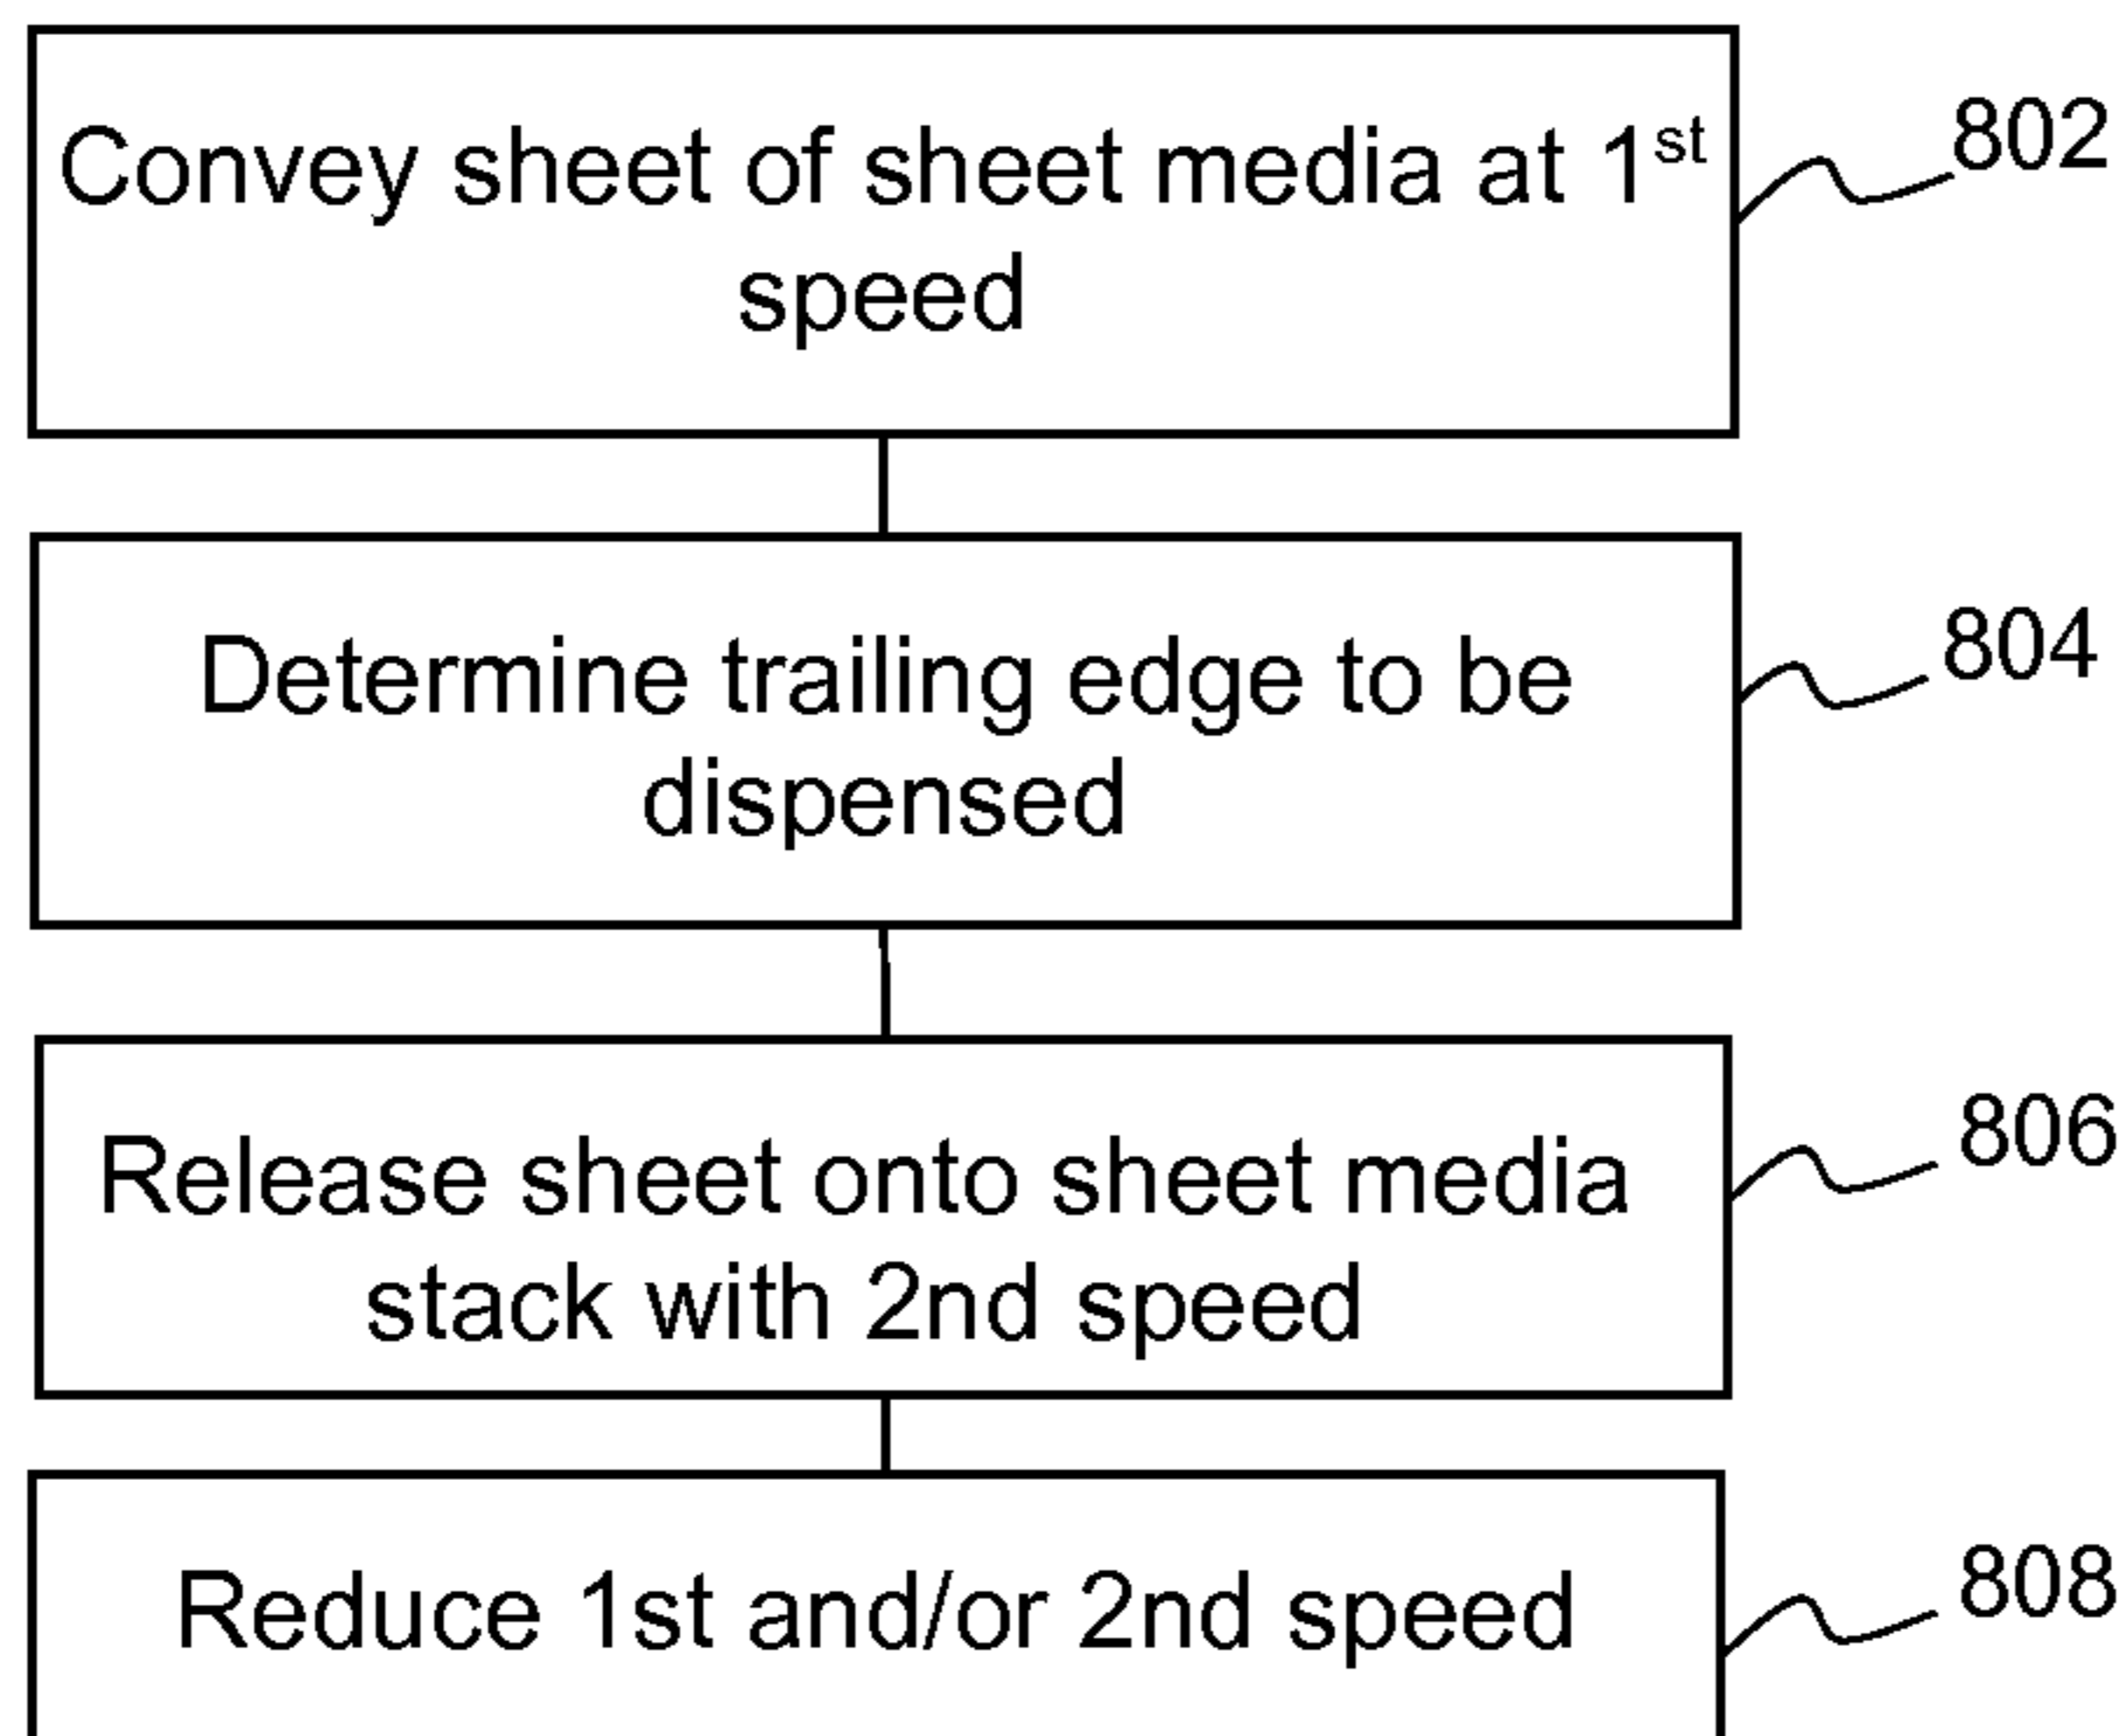 Convey sheet of sheet media at 1st
speed
802
Determine trailing edge to be
dispensed
804
Release sheet onto sheet media
stack with 2nd speed
806
Reduce 1st and/or 2nd speed
808